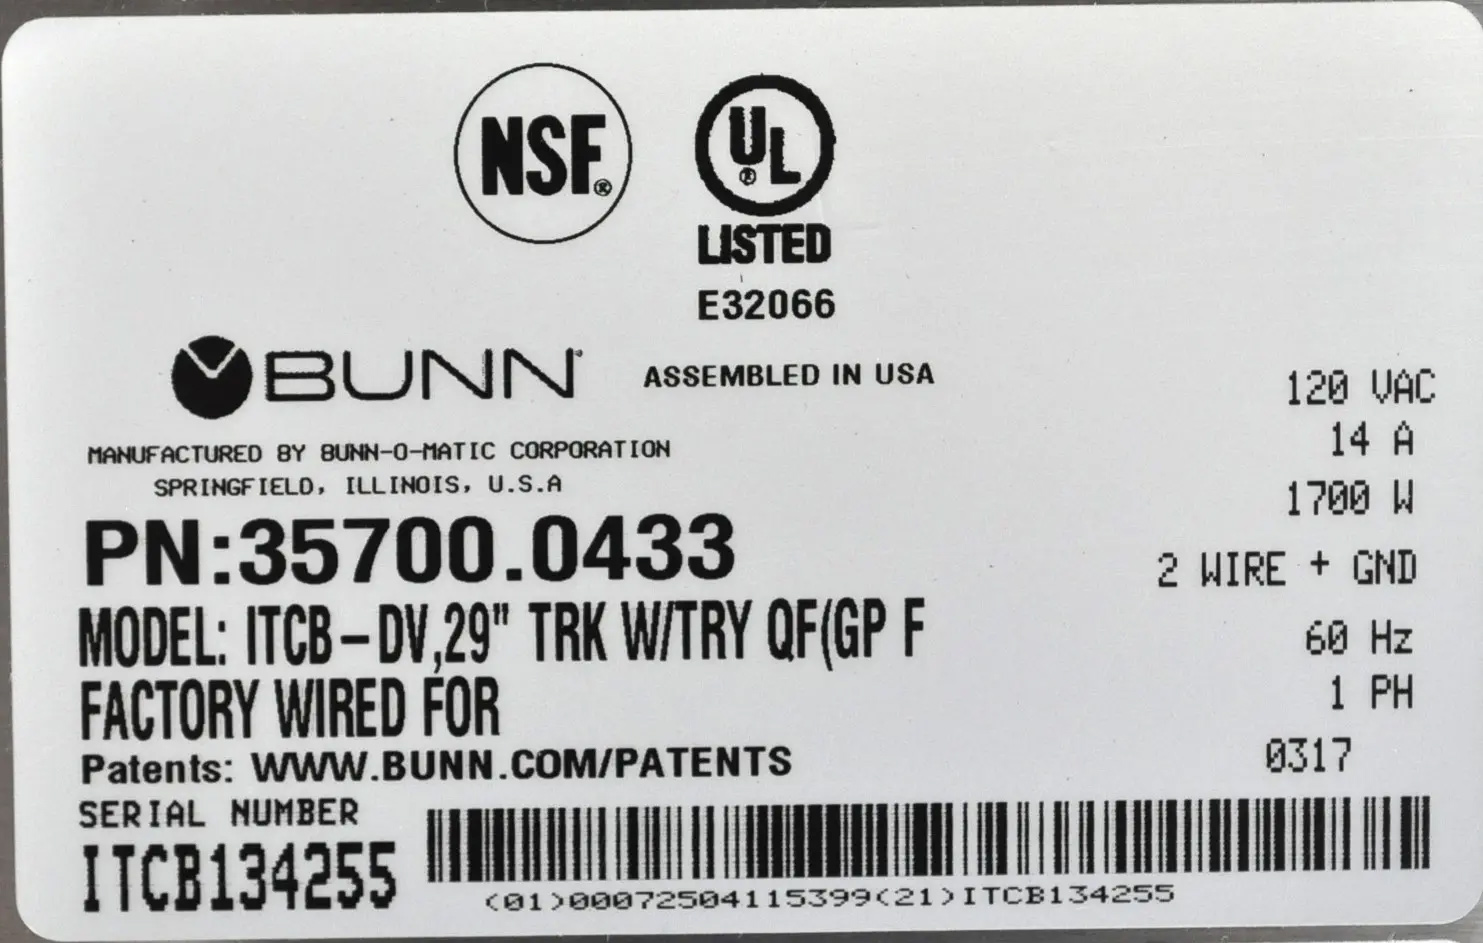 NSF®
UL®
LISTED
E32066
BUNN
ASSEMBLED IN USA
MANUFACTURED BY BUNN-O-MATIC CORPORATION
SPRINGFIELD, ILLINOIS, U.S.A
PN:35700.0433
MODEL: ITCB-DV,29" TRK W/TRY QF(GP F
FACTORY WIRED FOR
Patents: WWW.BUNN.COM/PATENTS
120 VAC
14 A
1700 W
2 WIRE + GND
60 Hz
1 PH
0317
SERIAL NUMBER
ITCB134255
(01)00072504115399(21)ITCB134255